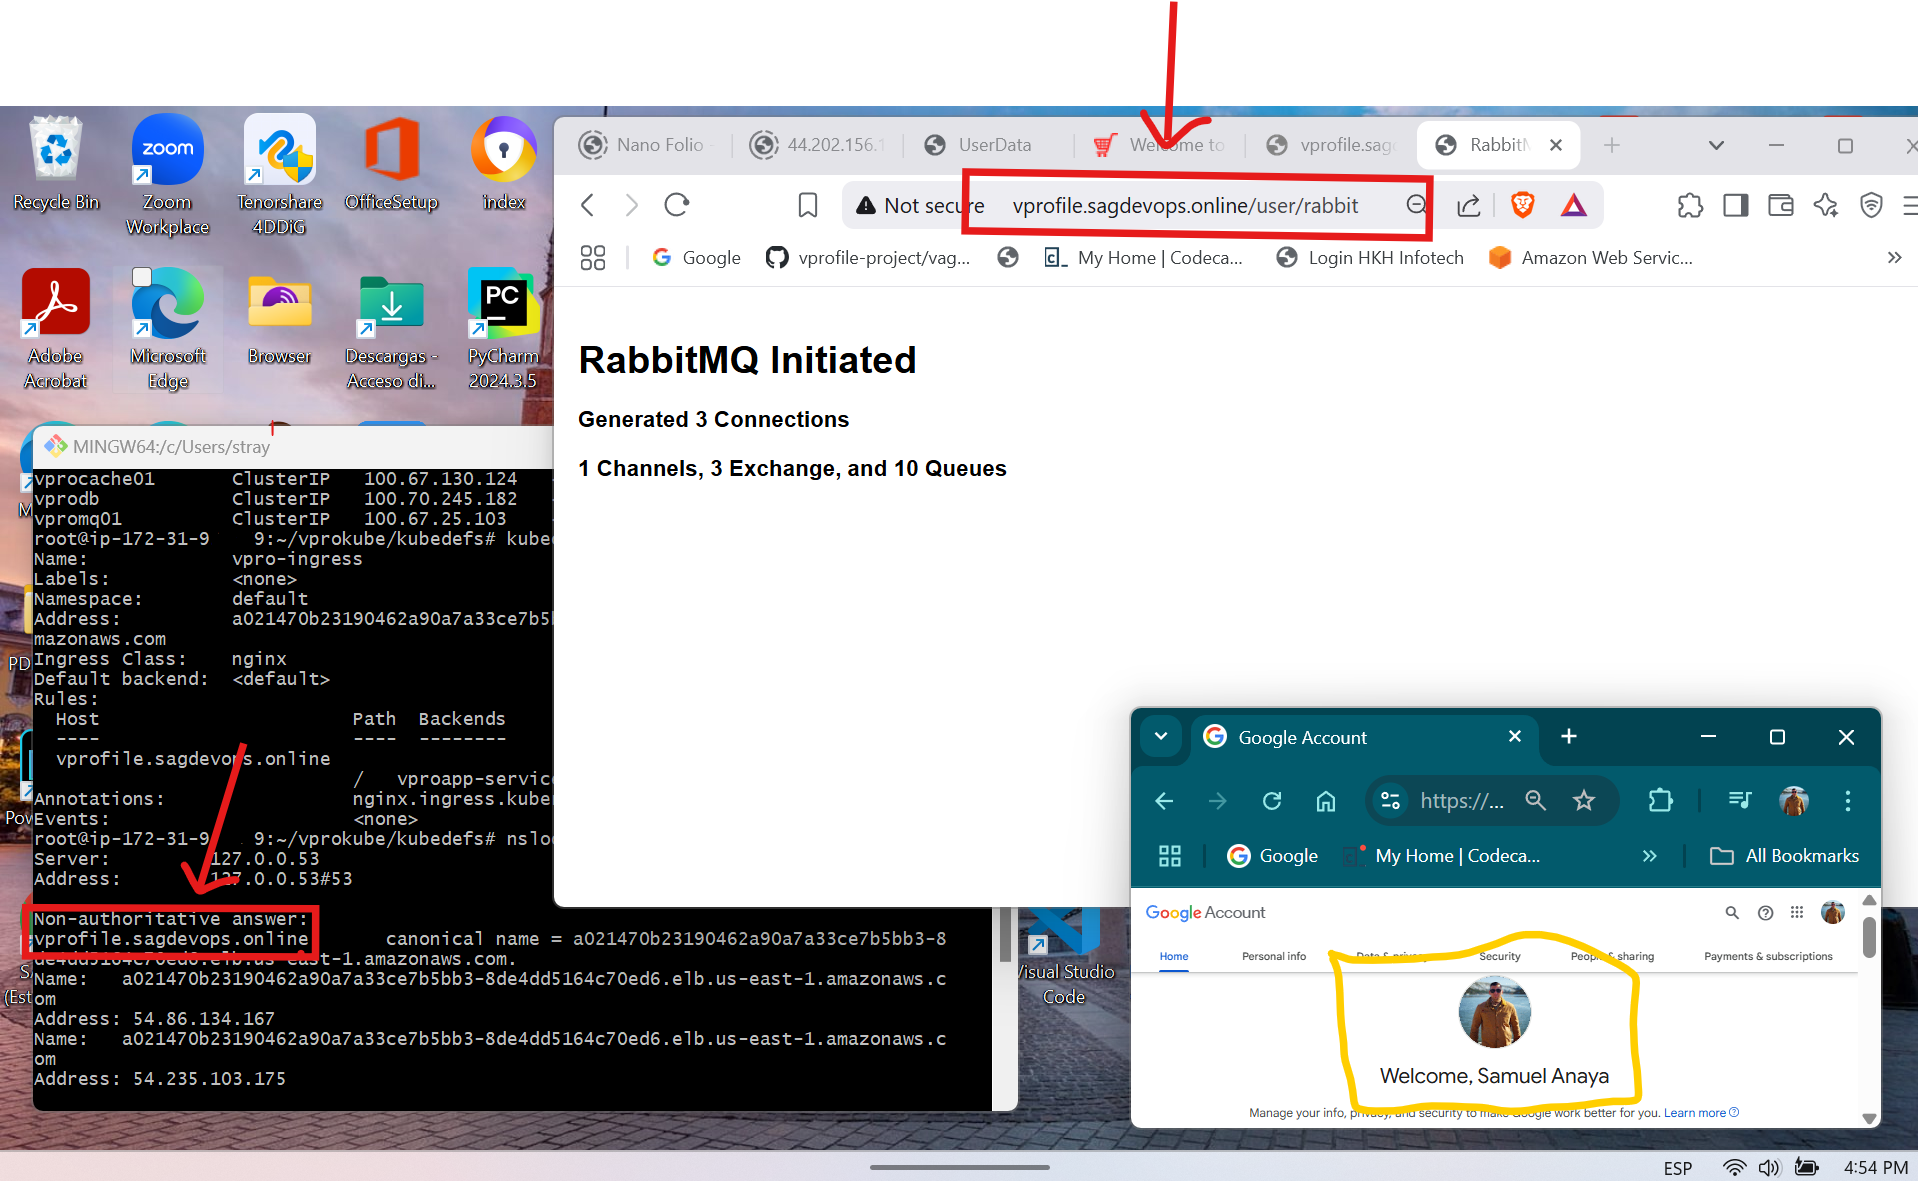 Recycle Bin
Zoom
Workplace
Tenorshare
4DDiG
OfficeSetup
index
Adobe
Acrobat
Microsoft
Edge
Browser
Descargas -
Acceso di...
PyCharm
2024.3.5
zoom
PC
Nano Folio
44.202.156.1
UserData
Welcome to
vprofile.sag
RabbitM
Not secure
vprofile.sagdevops.online/user/rabbit
Google
vprofile-project/vag...
My Home | Codeca...
Login HKH Infotech
Amazon Web Servic...
RabbitMQ Initiated
Generated 3 Connections
1 Channels, 3 Exchange, and 10 Queues
MINGW64:/c/Users/stray
vprocache01 ClusterIP 100.67.130.124
vprodb ClusterIP 100.70.245.182
vpromq01 ClusterIP 100.67.25.103
root@ip-172-31-9 9:~/vprokube/kubedefs# kube
Name: vpro-ingress
Labels: <none>
Namespace: default
Address: a021470b23190462a90a7a33ce7b5b
mazonaws.com
Ingress Class: nginx
Default backend: <default>
Rules:
Host Path Backends
---- ---- --------
vprofile.sagdevops.online
/ vproapp-servic
Annotations: nginx.ingress.kuber
Events: <none>
root@ip-172-31-9 9:~/vprokube/kubedefs# nsloo
Server: 127.0.0.53
Address: 127.0.0.53#53
Non-authoritative answer:
vprofile.sagdevops.online canonical name = a021470b23190462a90a7a33ce7b5bb3-8
de4dd5164c70ed6.elb.us-east-1.amazonaws.com.
Name: a021470b23190462a90a7a33ce7b5bb3-8de4dd5164c70ed6.elb.us-east-1.amazonaws.c
om
Address: 54.86.134.167
Name: a021470b23190462a90a7a33ce7b5bb3-8de4dd5164c70ed6.elb.us-east-1.amazonaws.c
om
Address: 54.235.103.175
PD
Pow
(Est
Visual Studio
Code
Google Account
https://...
Google
My Home | Codeca...
All Bookmarks
Google Account
Home
Personal info
Data & privacy
Security
People & sharing
Payments & subscriptions
Welcome, Samuel Anaya
Manage your info, privacy, and security to make Google work better for you. Learn more
ESP
4:54 PM